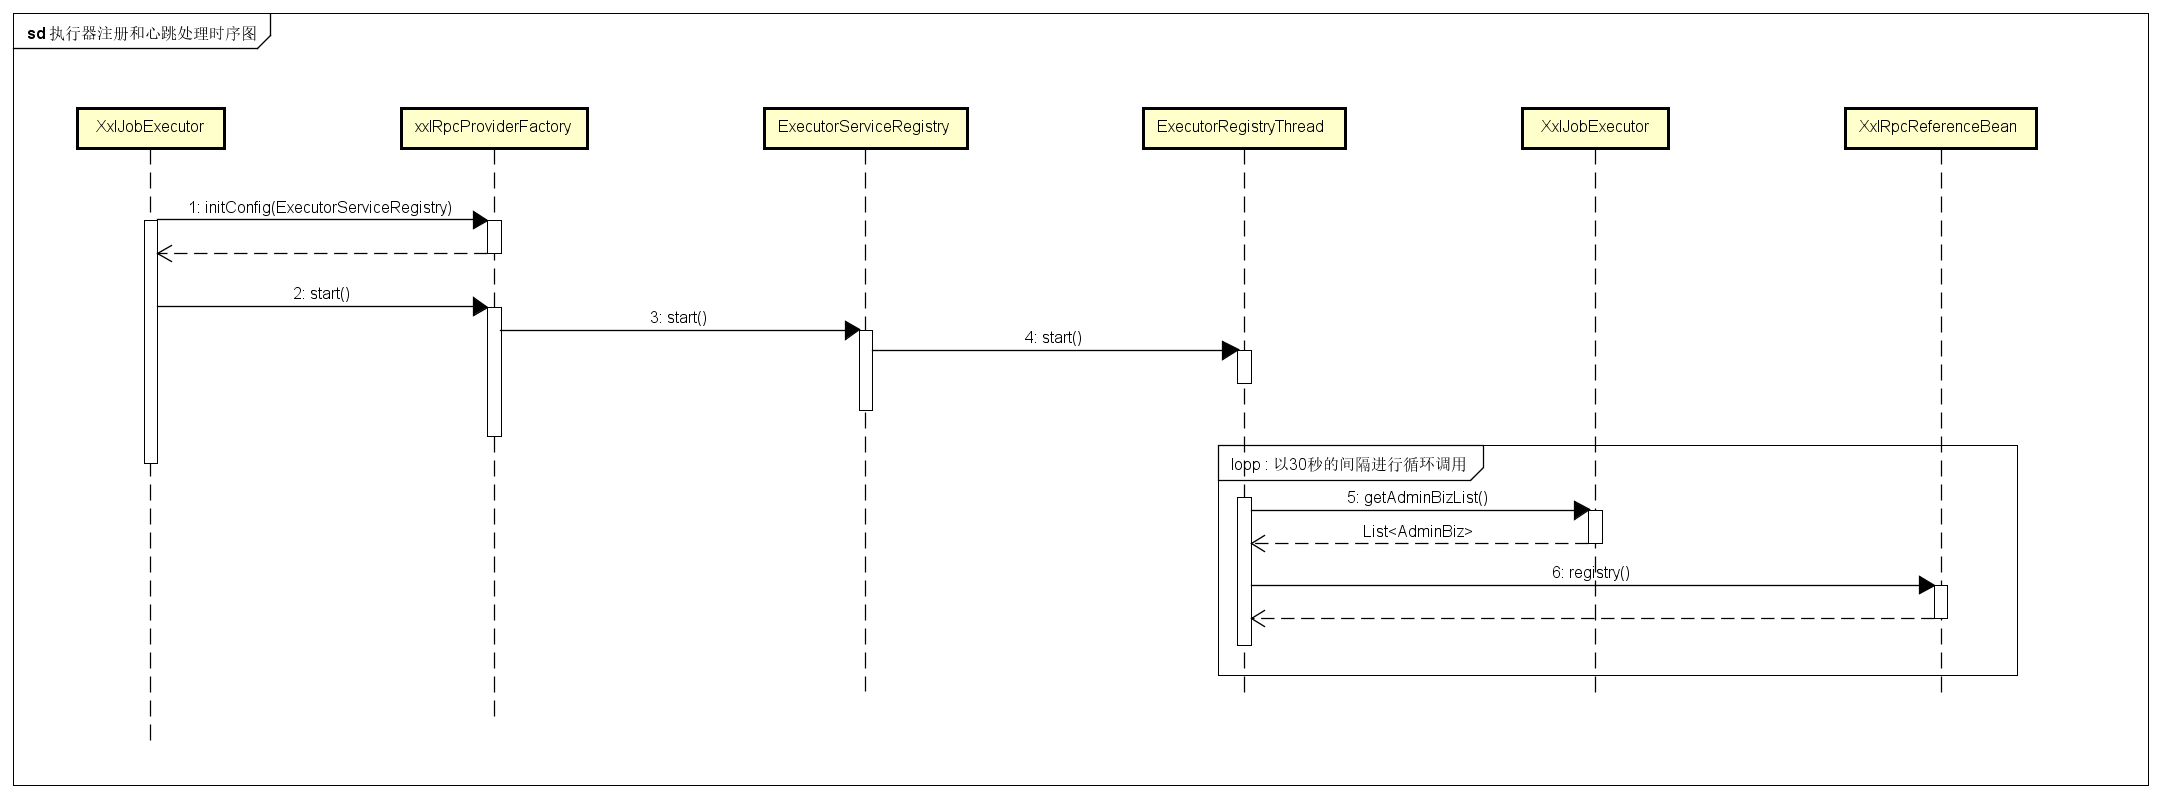 sd 执行器注册和心跳处理时序图
XxlJobExecutor
xxlRpcProviderFactory
ExecutorServiceRegistry
ExecutorRegistryThread
XxlJobExecutor
XxlRpcReferenceBean
1: initConfig(ExecutorServiceRegistry)
2: start()
3: start()
4: start()
lopp : 以30秒的间隔进行循环调用
5: getAdminBizList()
List<AdminBiz>
6: registry()